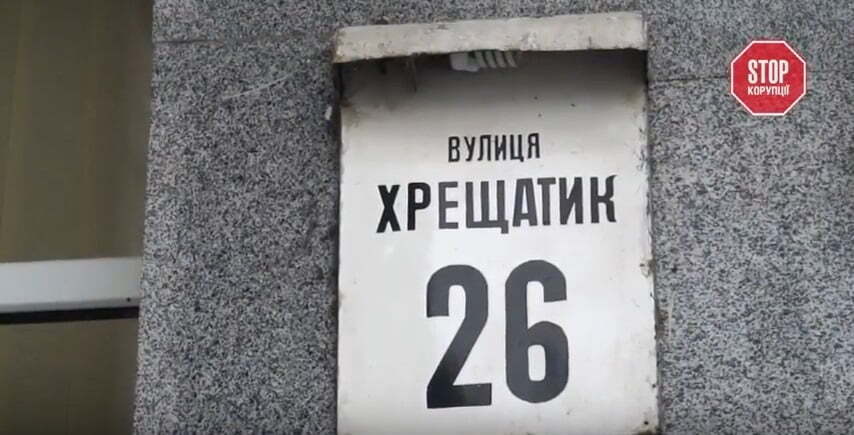 STOP
КОРУПЦІЇ
ВУЛИЦЯ
ХРЕЩАТИК
26